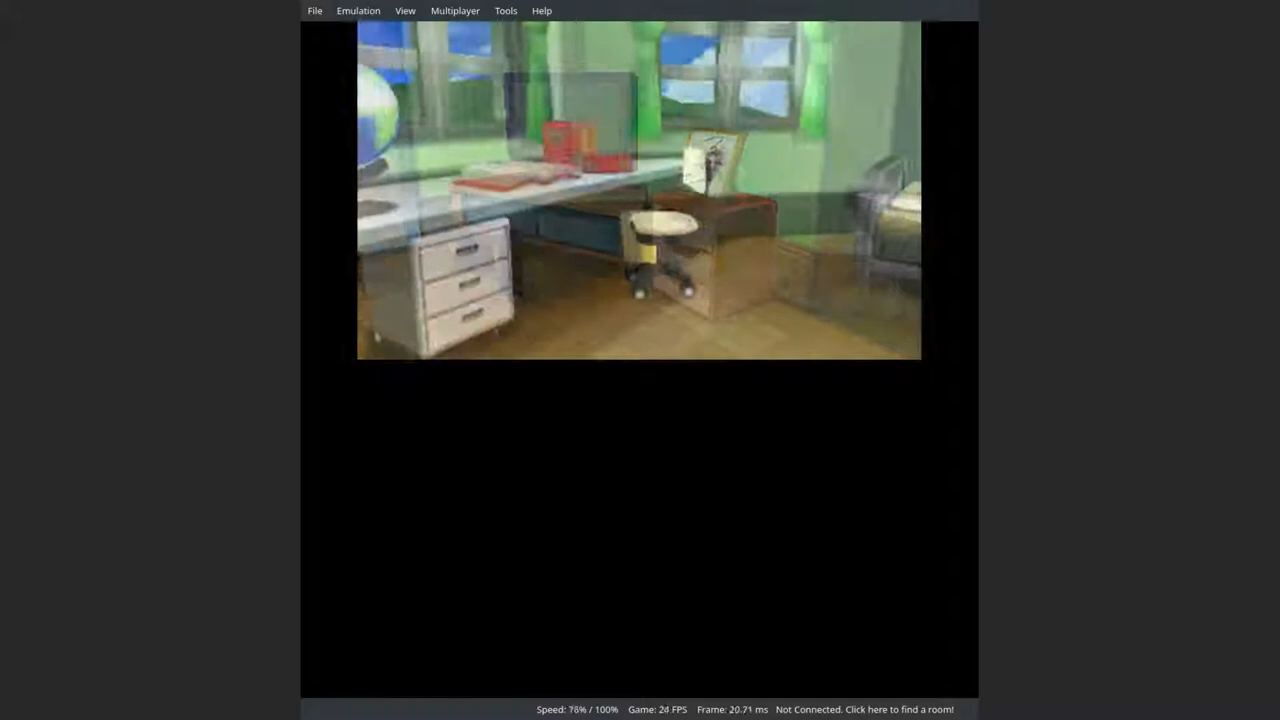 File Emulation View Multiplayer Tools Help
Speed: 76% / 100% Game: 24 FPS Frame: 20.71 ms Not Connected. Click here to find a room!